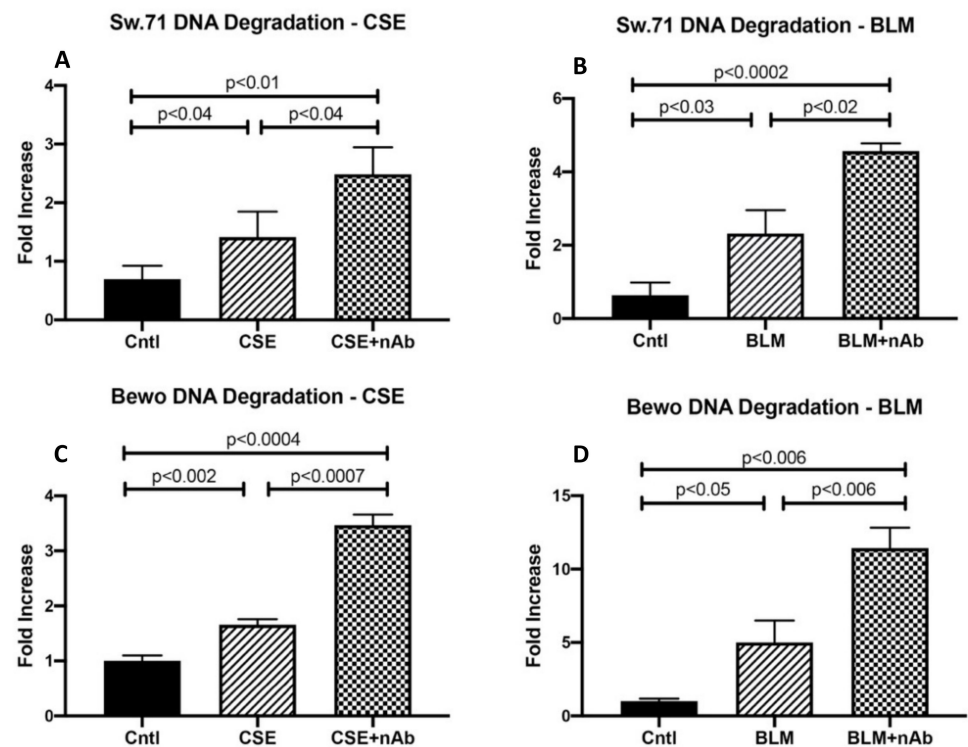 Sw.71 DNA Degradation - CSE
A
Fold Increase
4
3
2
1
0
p<0.01
p<0.04
p<0.04
Cntl
CSE
CSE+nAb
Sw.71 DNA Degradation - BLM
B
Fold Increase
6
4
2
0
p<0.0002
p<0.03
p<0.02
Cntl
BLM
BLM+nAb
Bewo DNA Degradation - CSE
C
Fold Increase
4
3
2
1
0
p<0.0004
p<0.002
p<0.0007
Cntl
CSE
CSE+nAb
Bewo DNA Degradation - BLM
D
Fold Increase
15
10
5
0
p<0.006
p<0.05
p<0.006
Cntl
BLM
BLM+nAb